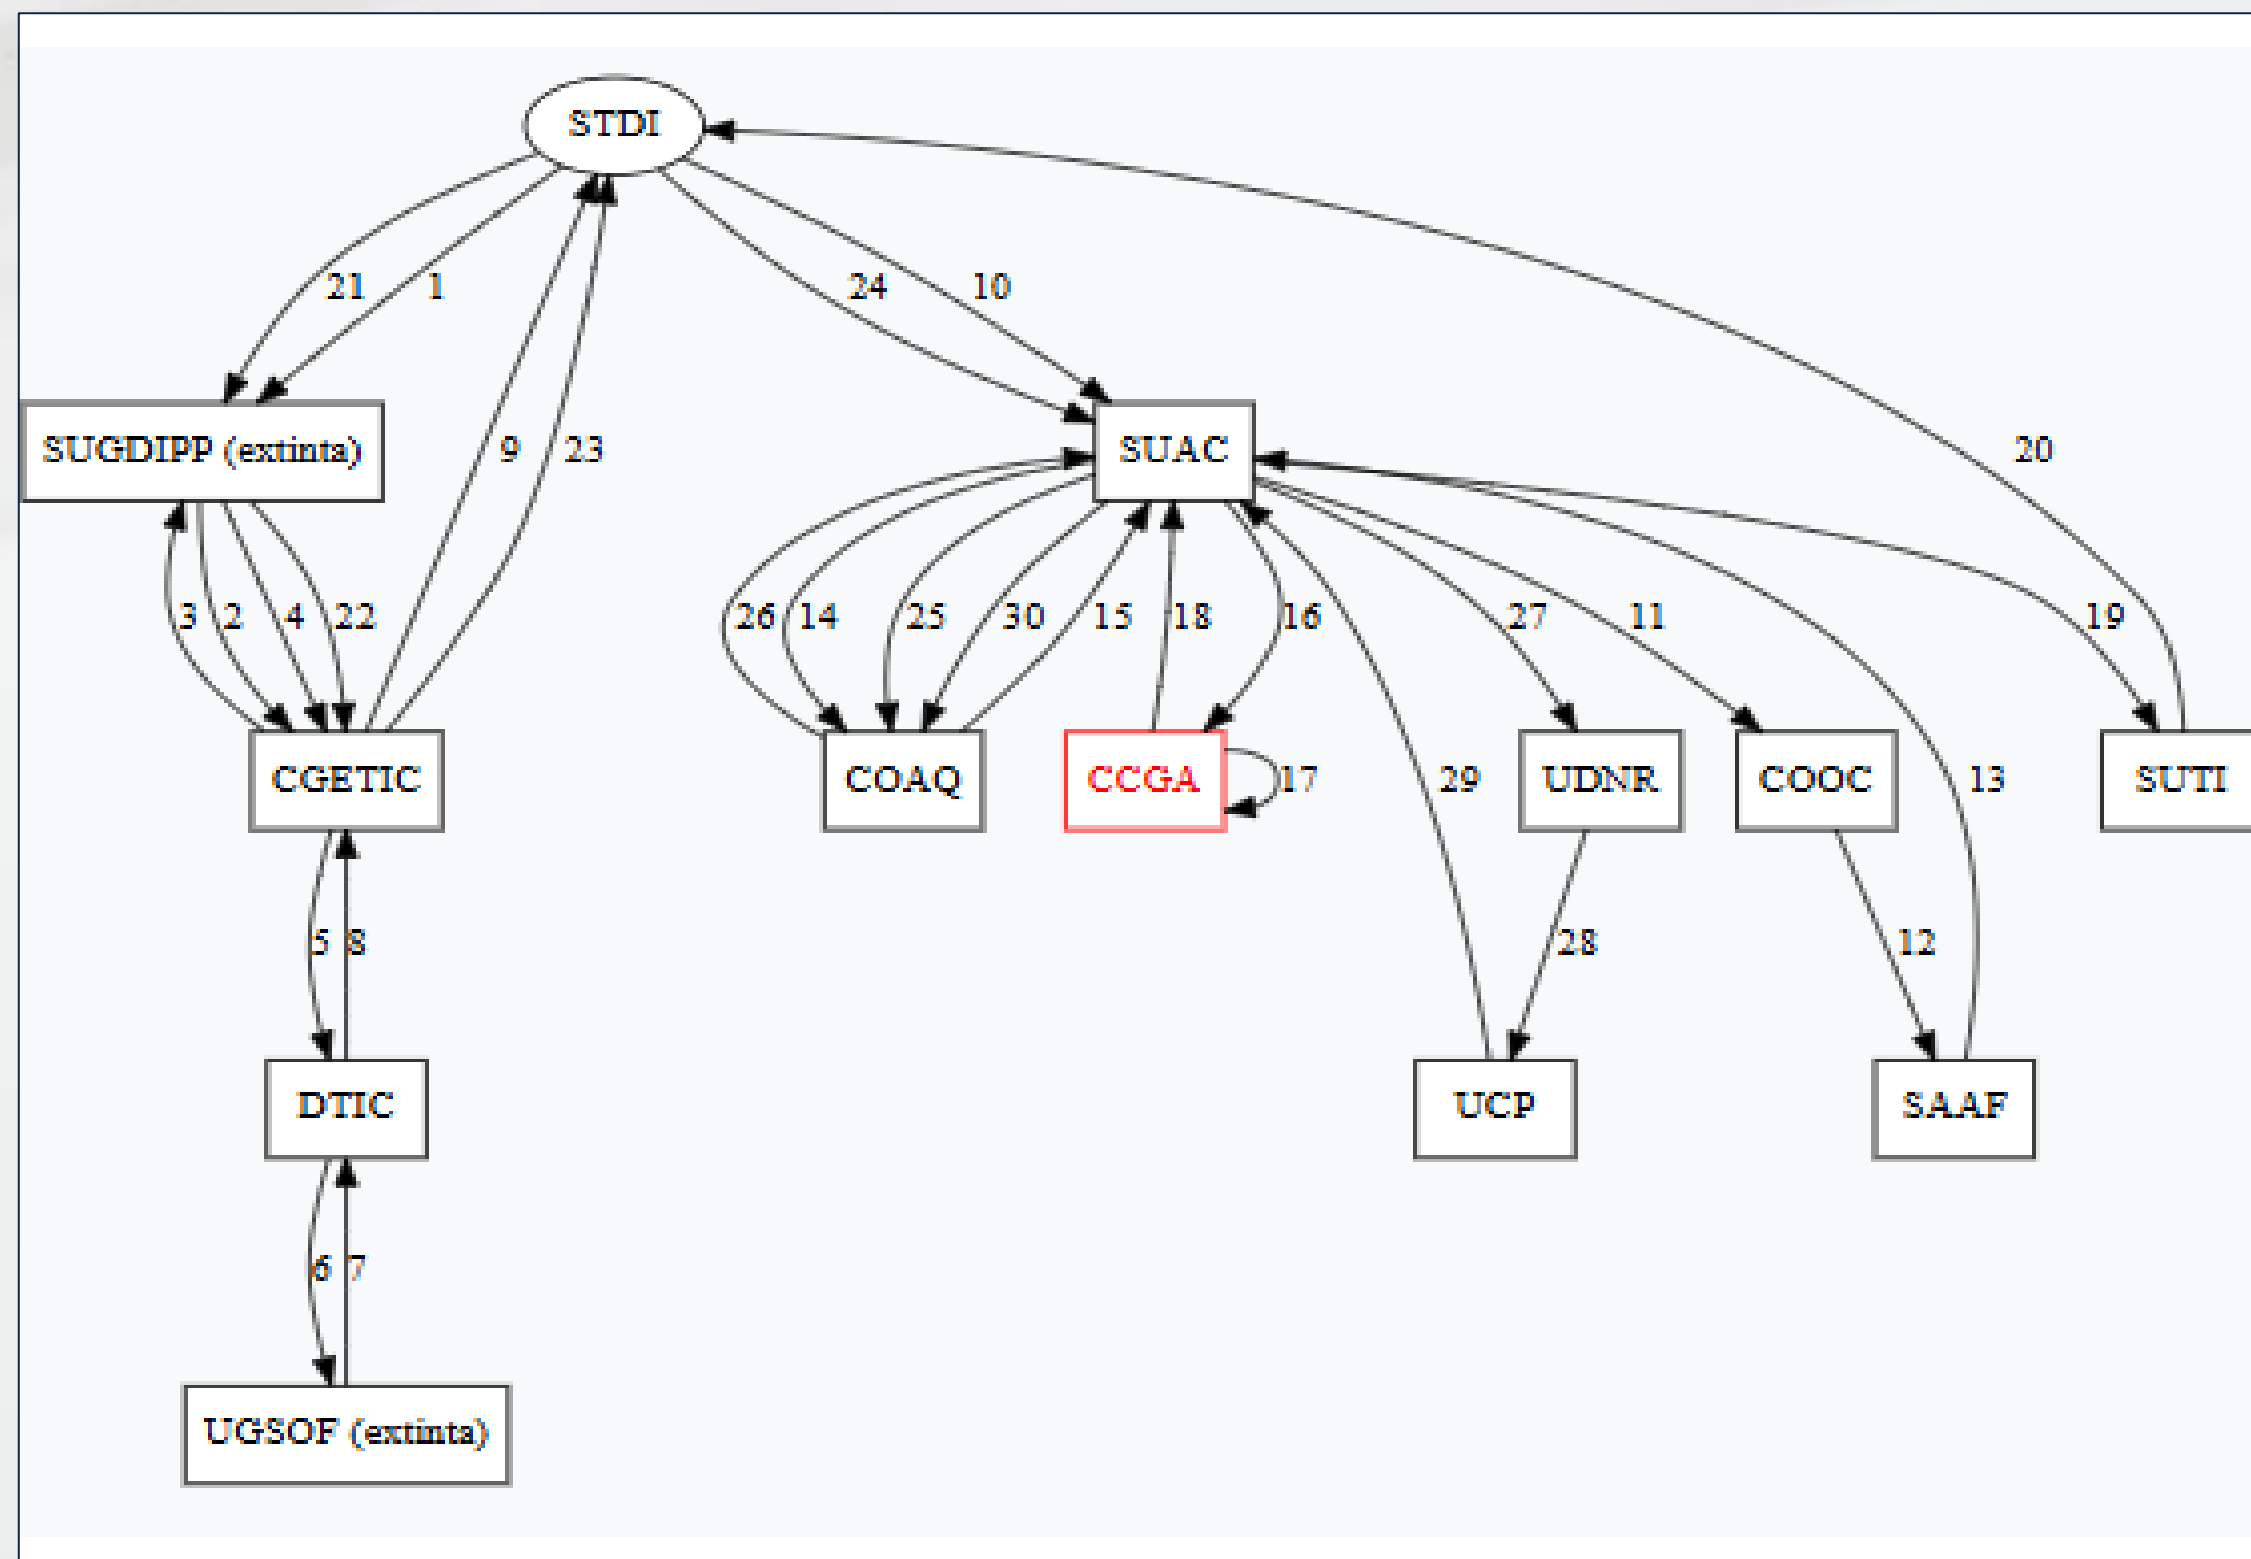 STDI
21 1 24 10
SUGDIPP (extinta) 9 23 SUAC 20
3 2 4 22 26 14 25 30 15 18 16 27 11 19
CGETIC COAQ CCGA 17 29 UDNR COOC 13 SUTI
5 8 28 12
DTIC UCP SAAF
6 7
UGSOF (extinta)